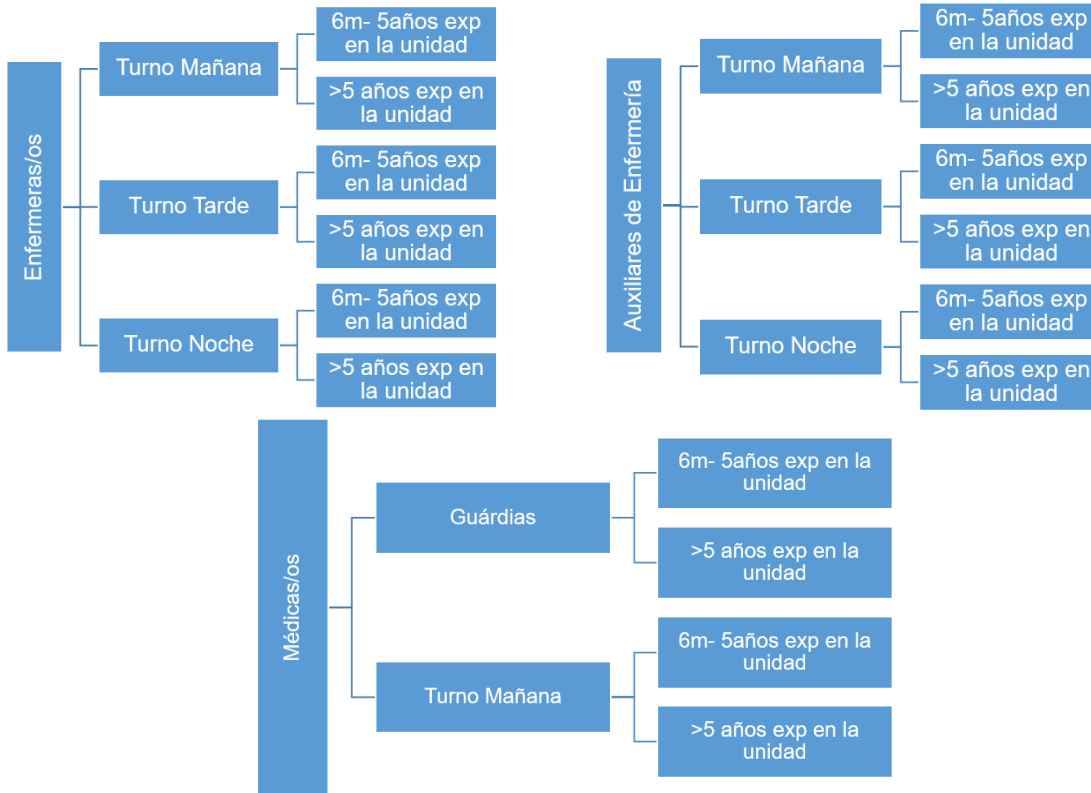 Enfermeras/os
Turno Mañana
6m- 5años exp
en la unidad
>5 años exp en
la unidad
Turno Tarde
6m- 5años exp
en la unidad
>5 años exp en
la unidad
Turno Noche
6m- 5años exp
en la unidad
>5 años exp en
la unidad
Auxiliares de Enfermería
Turno Mañana
6m- 5años exp
en la unidad
>5 años exp en
la unidad
Turno Tarde
6m- 5años exp
en la unidad
>5 años exp en
la unidad
Turno Noche
6m- 5años exp
en la unidad
>5 años exp en
la unidad
Médicas/os
Guárdias
6m- 5años exp en la
unidad
>5 años exp en la
unidad
Turno Mañana
6m- 5años exp en la
unidad
>5 años exp en la
unidad